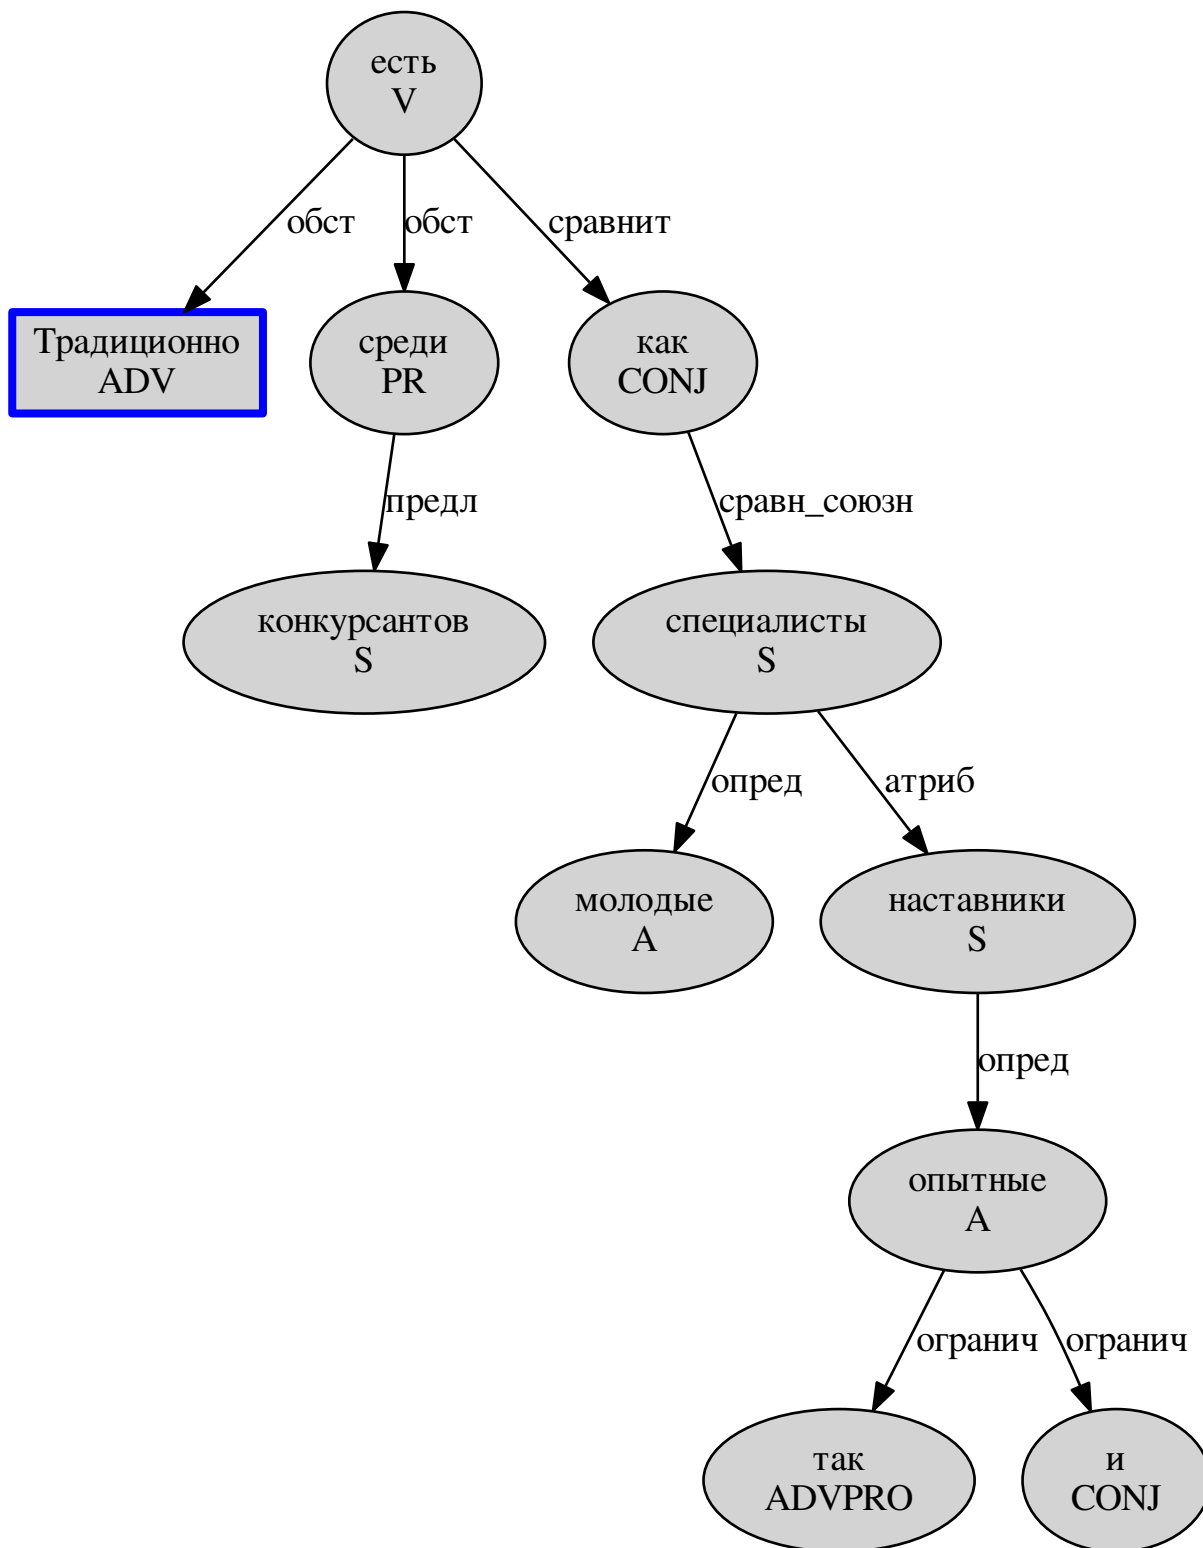 есть
V
обст
обст
сравнит
Традиционно
ADV
среди
PR
как
CONJ
предл
сравн_союзн
конкурсантов
S
специалисты
S
опред
атриб
молодые
A
наставники
S
опред
опытные
A
огранич
огранич
так
ADVPRO
и
CONJ